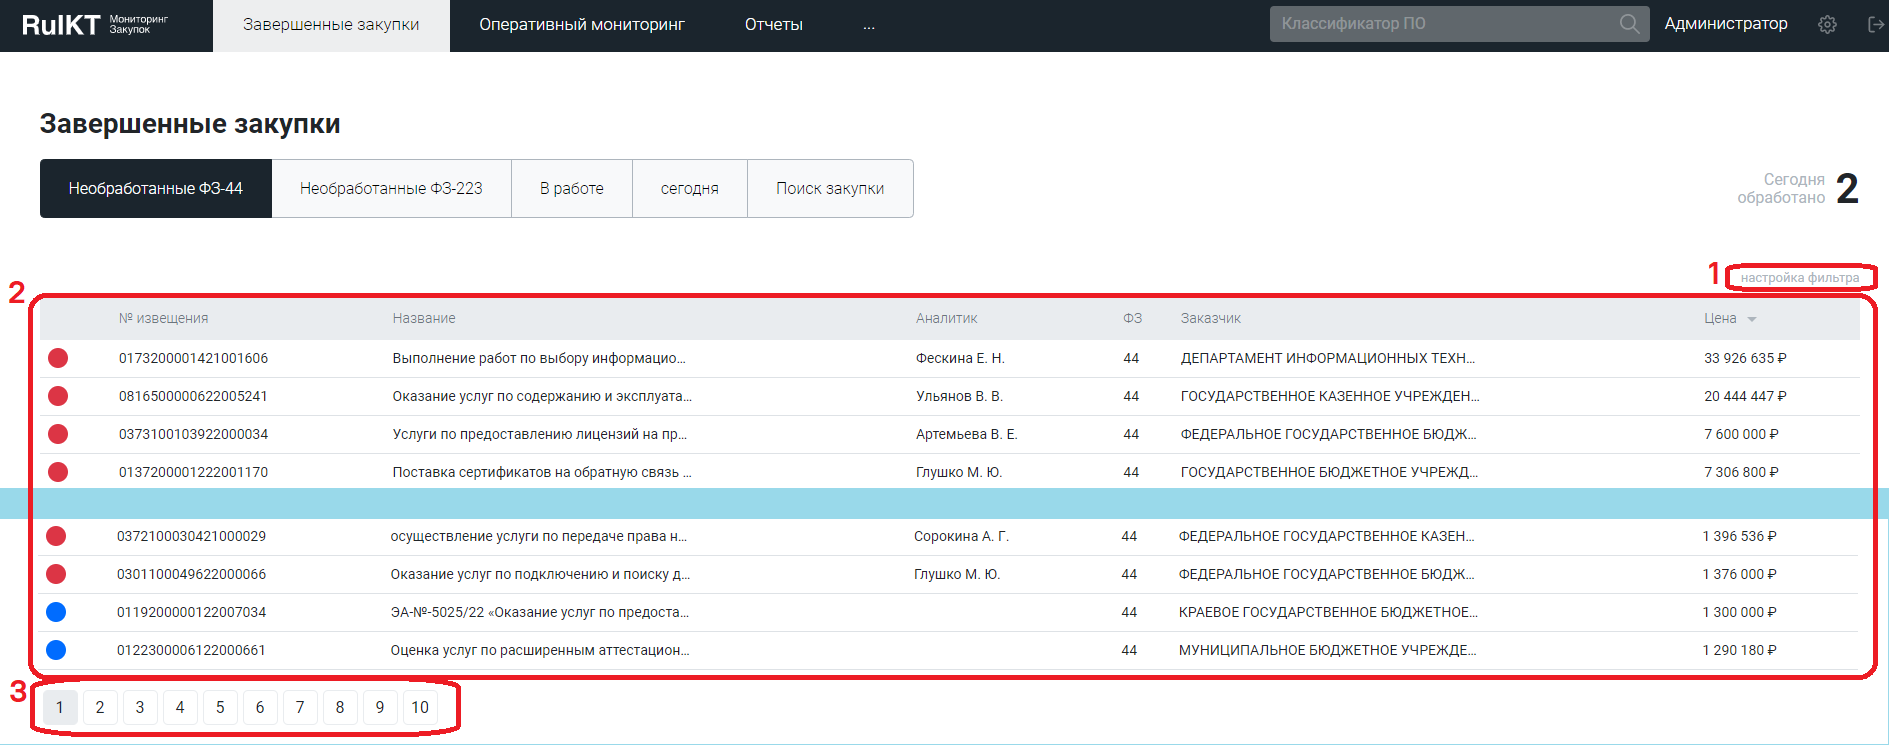 RuIKT Мониторинг Закупок
Завершенные закупки
Оперативный мониторинг
Отчеты
...
Классификатор ПО
Администратор
Завершенные закупки
Необработанные ФЗ-44
Необработанные ФЗ-223
В работе
сегодня
Поиск закупки
Сегодня
обработано
2
1
настройка фильтра
2
№ извещения Название Аналитик ФЗ Заказчик Цена
0173200001421001606 Выполнение работ по выбору информацио... Фескина Е. Н. 44 ДЕПАРТАМЕНТ ИНФОРМАЦИОННЫХ ТЕХН... 33 926 635 ₽
0816500000622005241 Оказание услуг по содержанию и эксплуата... Ульянов В. В. 44 ГОСУДАРСТВЕННОЕ КАЗЕННОЕ УЧРЕЖДЕН... 20 444 447 ₽
0373100103922000034 Услуги по предоставлению лицензий на пр... Артемьева В. Е. 44 ФЕДЕРАЛЬНОЕ ГОСУДАРСТВЕННОЕ БЮДЖ... 7 600 000 ₽
0137200001222001170 Поставка сертификатов на обратную связь ... Глушко М. Ю. 44 ГОСУДАРСТВЕННОЕ БЮДЖЕТНОЕ УЧРЕЖД... 7 306 800 ₽
0372100030421000029 осуществление услуги по передаче права н... Сорокина А. Г. 44 ФЕДЕРАЛЬНОЕ ГОСУДАРСТВЕННОЕ КАЗЕН... 1 396 536 ₽
0301100049622000066 Оказание услуг по подключению и поиску д... Глушко М. Ю. 44 ФЕДЕРАЛЬНОЕ ГОСУДАРСТВЕННОЕ БЮДЖ... 1 376 000 ₽
0119200000122007034 ЭА-№-5025/22 «Оказание услуг по предоста... 44 КРАЕВОЕ ГОСУДАРСТВЕННОЕ БЮДЖЕТНОЕ... 1 300 000 ₽
0122300006122000661 Оценка услуг по расширенным аттестацион... 44 МУНИЦИПАЛЬНОЕ БЮДЖЕТНОЕ УЧРЕЖДЕ... 1 290 180 ₽
3
1 2 3 4 5 6 7 8 9 10